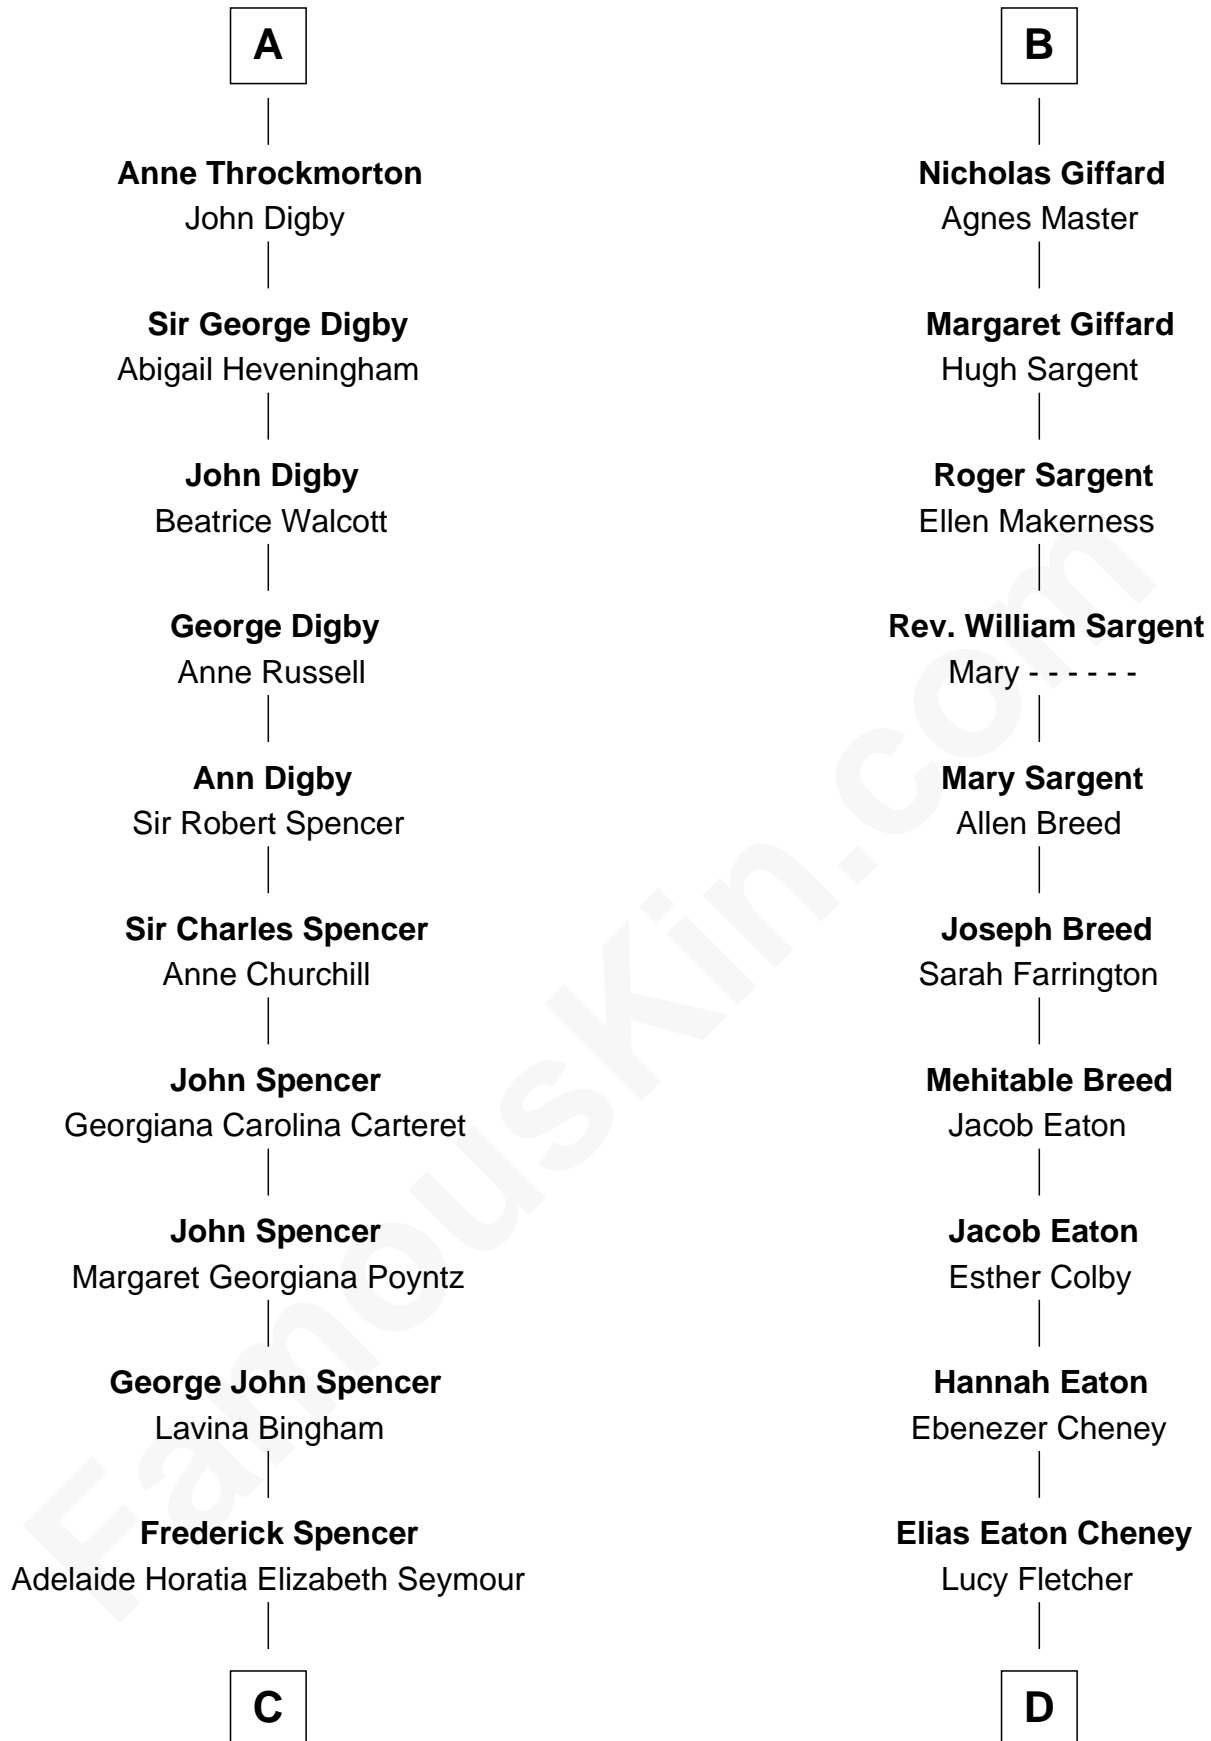 A
Anne Throckmorton
John Digby
Sir George Digby
Abigail Heveningham
John Digby
Beatrice Walcott
George Digby
Anne Russell
Ann Digby
Sir Robert Spencer
Sir Charles Spencer
Anne Churchill
John Spencer
Georgiana Carolina Carteret
John Spencer
Margaret Georgiana Poyntz
George John Spencer
Lavina Bingham
Frederick Spencer
Adelaide Horatia Elizabeth Seymour
C
B
Nicholas Giffard
Agnes Master
Margaret Giffard
Hugh Sargent
Roger Sargent
Ellen Makerness
Rev. William Sargent
Mary - - - - - -
Mary Sargent
Allen Breed
Joseph Breed
Sarah Farrington
Mehitable Breed
Jacob Eaton
Jacob Eaton
Esther Colby
Hannah Eaton
Ebenezer Cheney
Elias Eaton Cheney
Lucy Fletcher
D
FamousKin.com